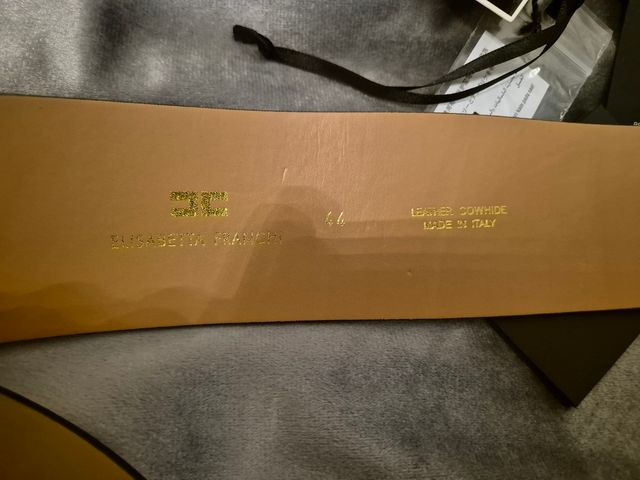 ELISABETTA FRANCHI
44
LEATHER COWHIDE
MADE IN ITALY